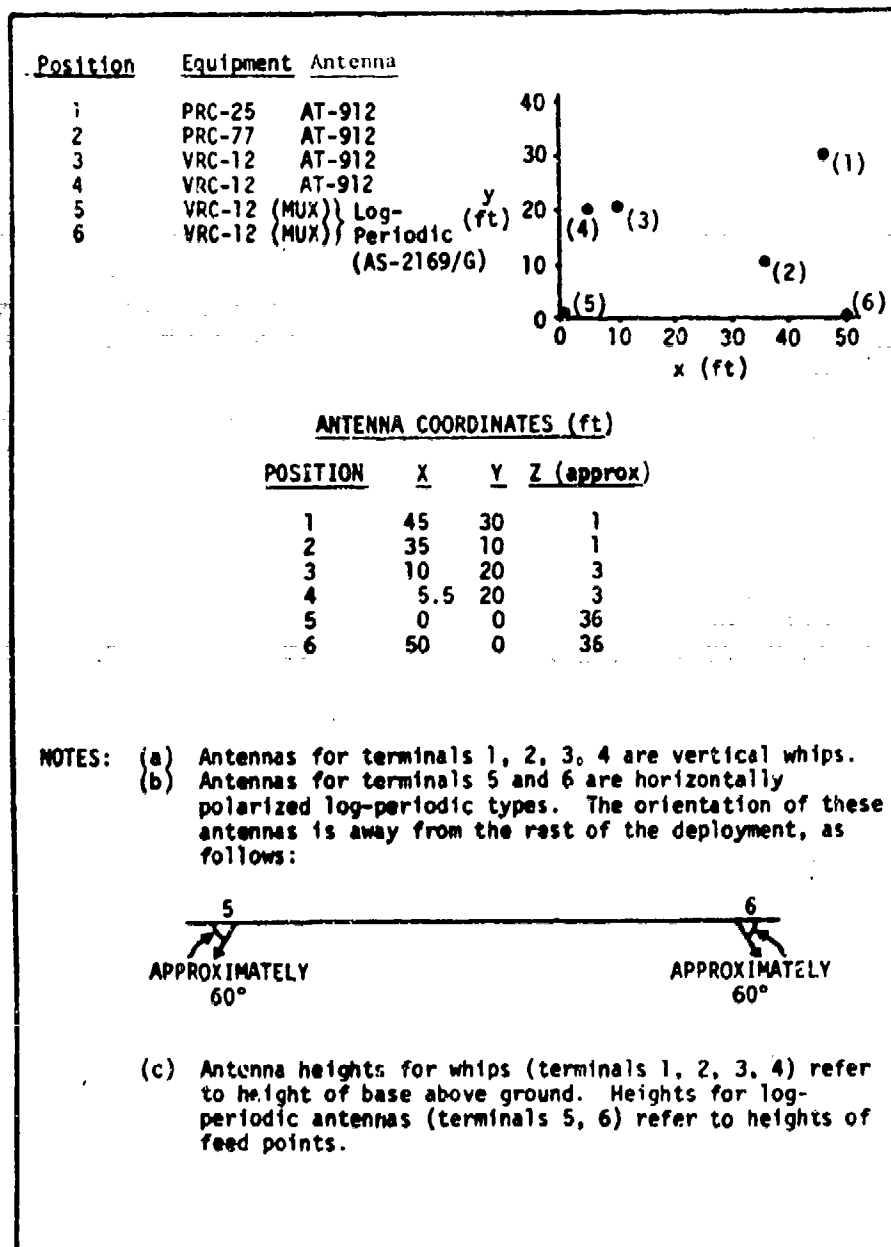 Position Equipment Antenna
1 PRC-25 AT-912
2 PRC-77 AT-912
3 VRC-12 AT-912
4 VRC-12 AT-912
5 VRC-12 (MUX)} Log-
6 VRC-12 (MUX)} Periodic
(AS-2169/G)
40
30
20
10
0
y
(ft)
(1)
(2)
(3)
(4)
(5)
(6)
0 10 20 30 40 50
x (ft)
ANTENNA COORDINATES (ft)
POSITION X Y Z (approx)
1 45 30 1
2 35 10 1
3 10 20 3
4 5.5 20 3
5 0 0 36
6 50 0 36
NOTES: (a) Antennas for terminals 1, 2, 3, 4 are vertical whips.
(b) Antennas for terminals 5 and 6 are horizontally
polarized log-periodic types. The orientation of these
antennas is away from the rest of the deployment, as
follows:
5 6
APPROXIMATELY APPROXIMATELY
60° 60°
(c) Antenna heights for whips (terminals 1, 2, 3, 4) refer
to height of base above ground. Heights for log-
periodic antennas (terminals 5, 6) refer to heights of
feed points.